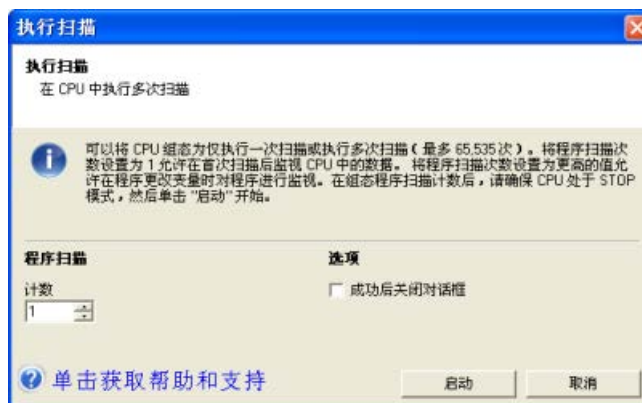 执行扫描
执行扫描
在 CPU 中执行多次扫描
可以将 CPU 组态为仅执行一次扫描或执行多次扫描(最多 65,535 次)。将程序扫描次
数设置为 1 允许在首次扫描后监视 CPU 中的数据。 将程序扫描次数设置为更高的值允
许在程序更改变量时对程序进行监视。在组态程序扫描计数后,请确保 CPU 处于 STOP
模式,然后单击 "启动" 开始。
程序扫描
选项
计数
1
成功后关闭对话框
单击获取帮助和支持
启动
取消